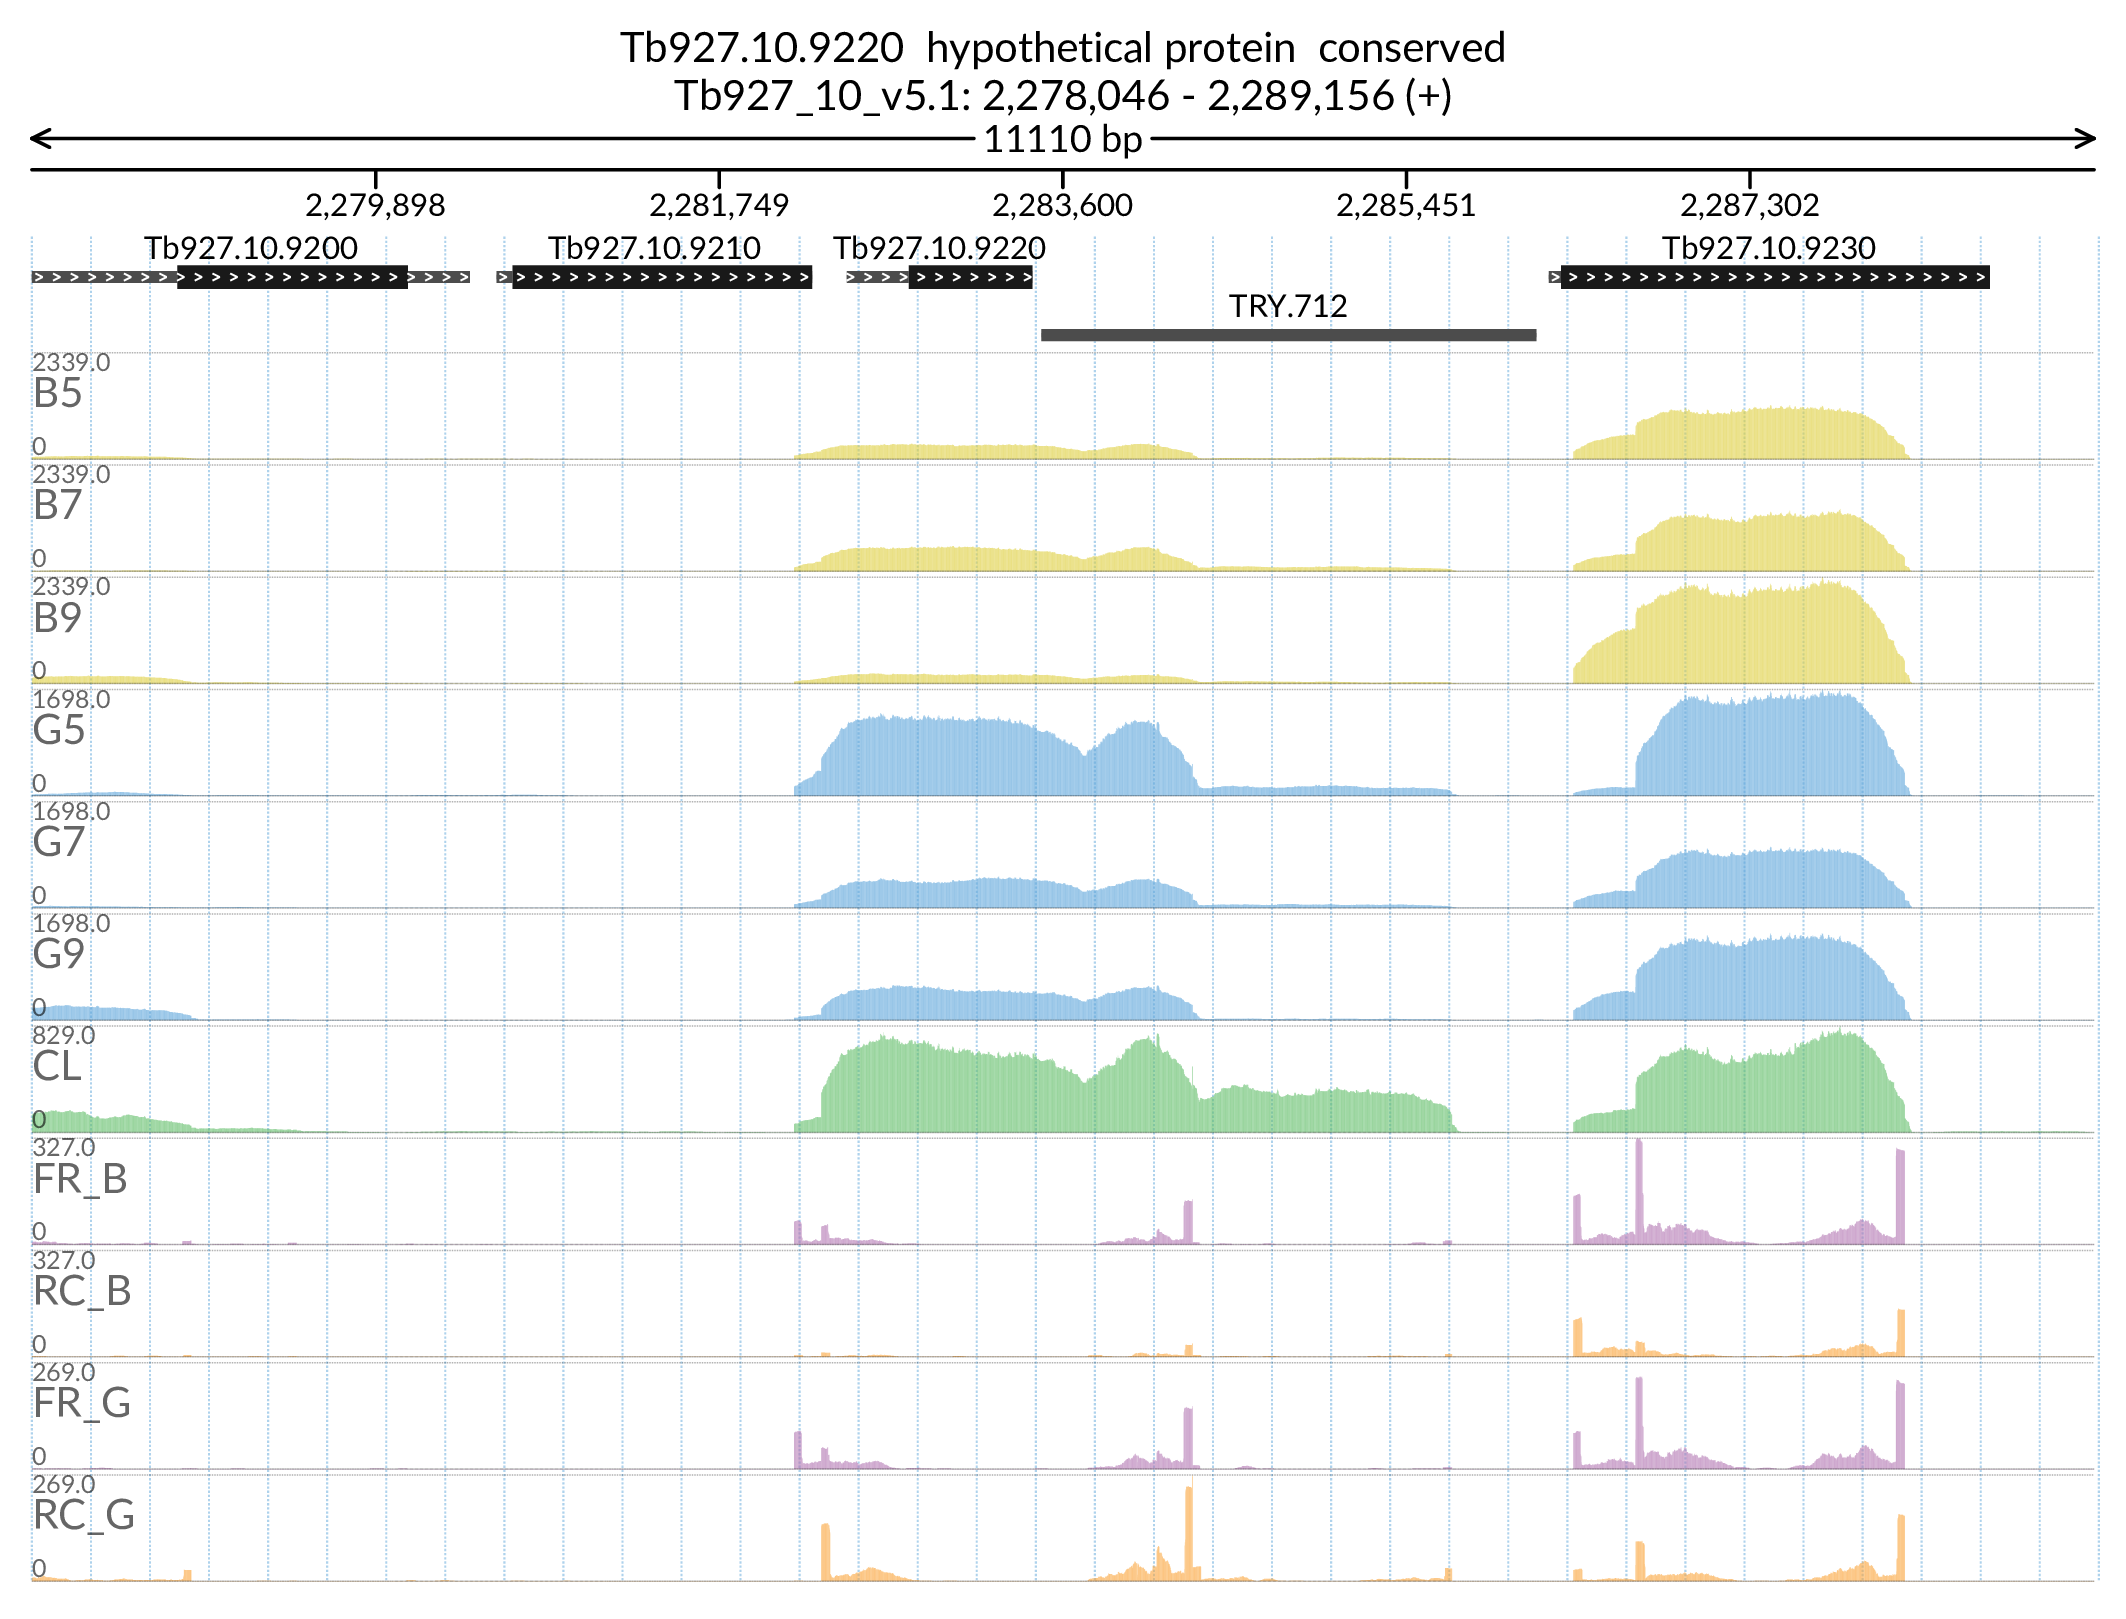 Tb927.10.9220  hypothetical protein  conserved
Tb927_10_v5.1: 2,278,046 - 2,289,156 (+)
11110 bp
2,279,898 2,281,749 2,283,600 2,285,451 2,287,302
Tb927.10.9200 Tb927.10.9210 Tb927.10.9220 Tb927.10.9230
TRY.712
2339.0
B5
0
2339.0
B7
0
2339.0
B9
0
1698.0
G5
0
1698.0
G7
0
1698.0
G9
0
829.0
CL
0
327.0
FR_B
0
327.0
RC_B
0
269.0
FR_G
0
269.0
RC_G
0